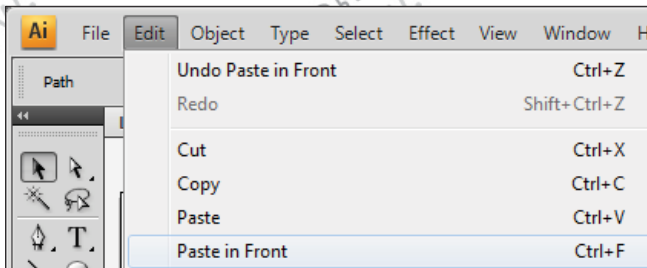 Ai File Edit Object Type Select Effect View Window
Path
Undo Paste in Front Ctrl+Z
Redo Shift+Ctrl+Z
Cut Ctrl+X
Copy Ctrl+C
Paste Ctrl+V
Paste in Front Ctrl+F